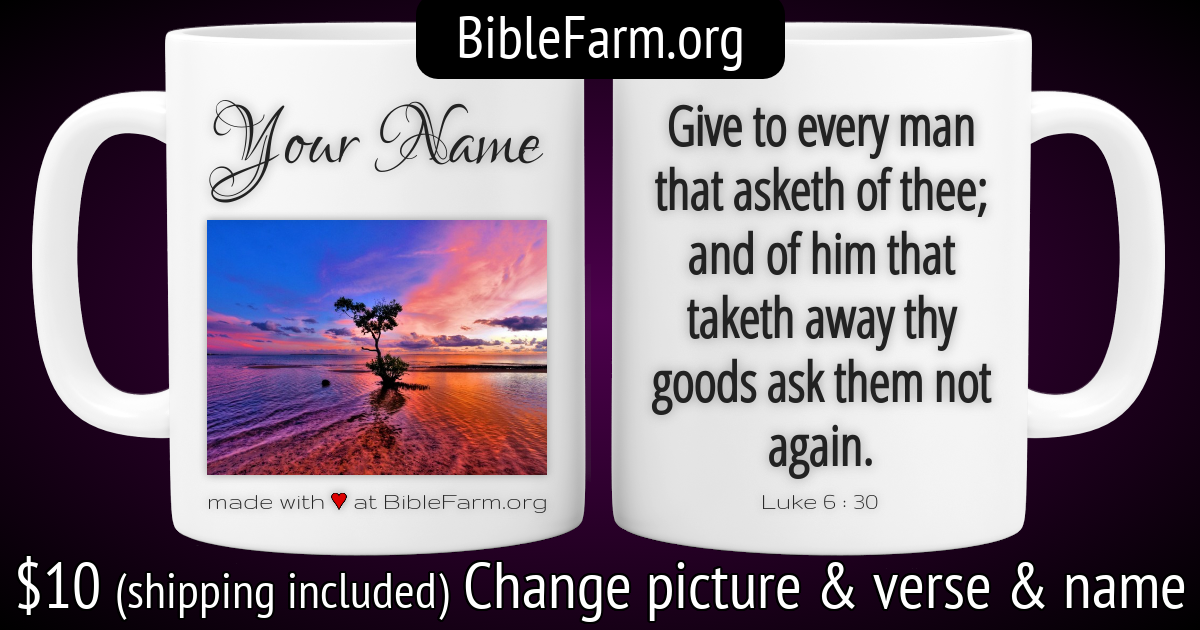 BibleFarm.org
Your Name
made with ♥ at BibleFarm.org
Give to every man
that asketh of thee;
and of him that
taketh away thy
goods ask them not
again.
Luke 6 : 30
$10 (shipping included) Change picture & verse & name